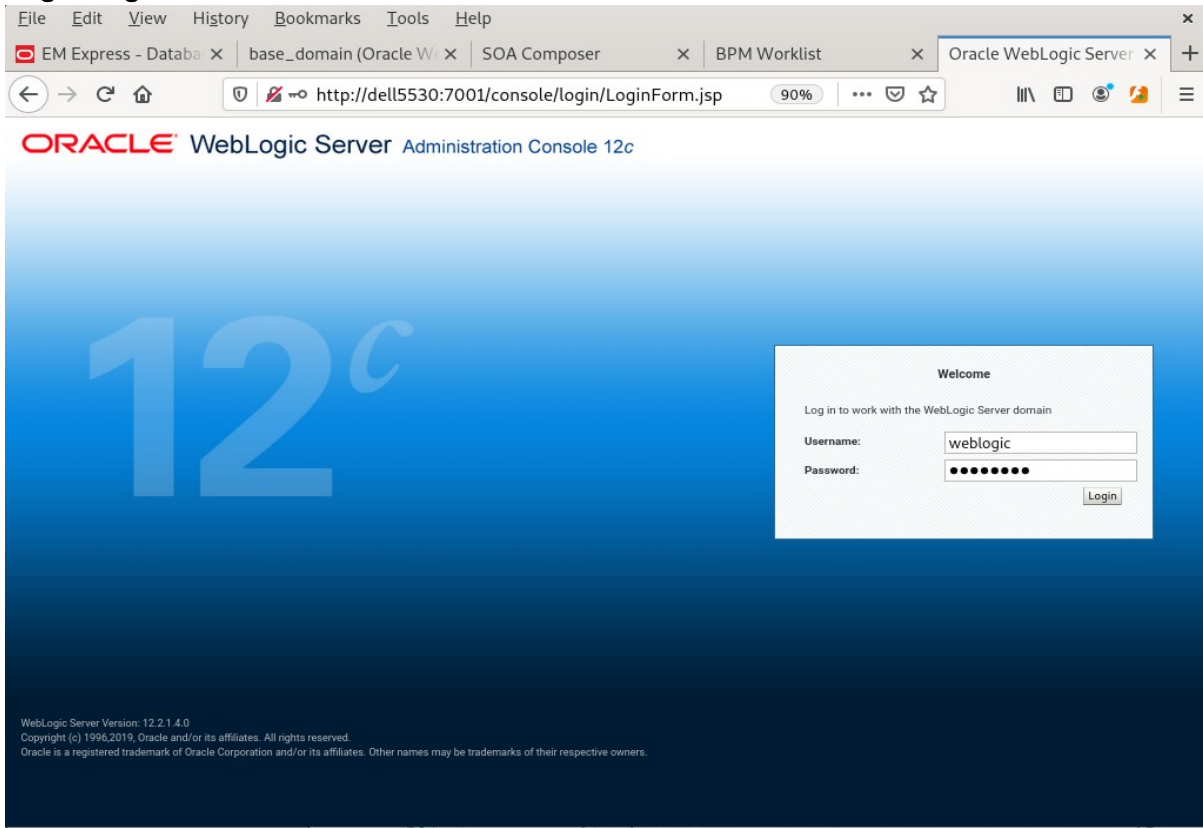 File Edit View History Bookmarks Tools Help
EM Express - Databa base_domain (Oracle W SOA Composer BPM Worklist Oracle WebLogic Server
http://dell5530:7001/console/login/LoginForm.jsp 90%
ORACLE WebLogic Server Administration Console 12c
12c
Welcome
Log in to work with the WebLogic Server domain
Username: weblogic
Password: ●●●●●●●●
Login
WebLogic Server Version: 12.2.1.4.0
Copyright (c) 1996,2019, Oracle and/or its affiliates. All rights reserved.
Oracle is a registered trademark of Oracle Corporation and/or its affiliates. Other names may be trademarks of their respective owners.